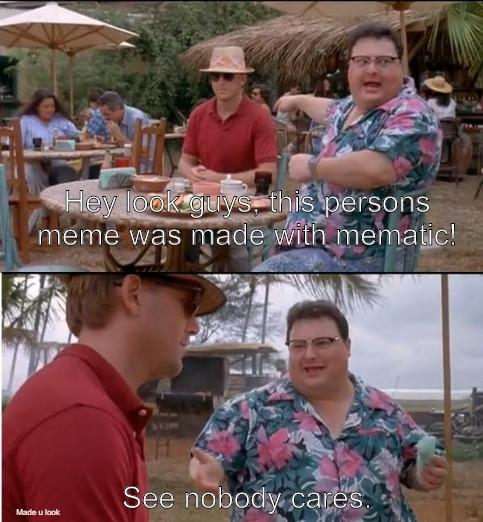 Hey look guys, this persons
meme was made with mematic!
See nobody cares.
Made u look